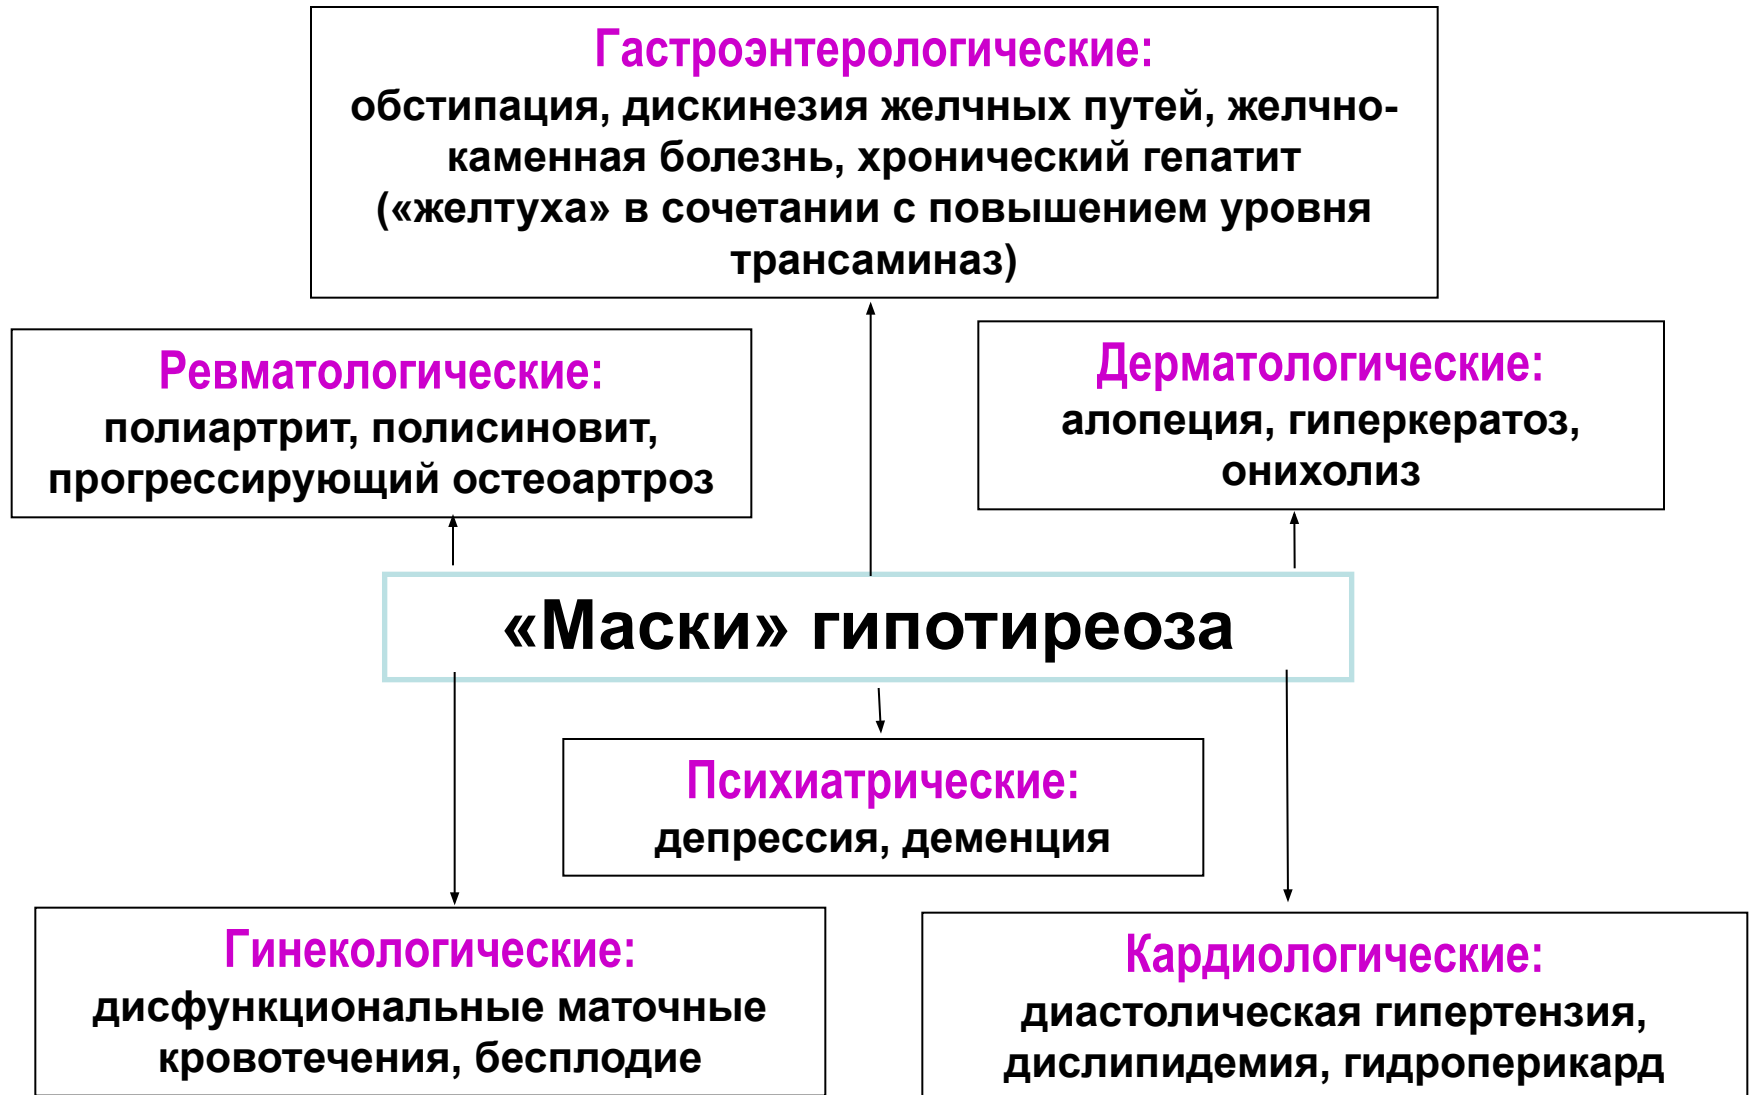 Гастроэнтерологические:
обстипация, дискинезия желчных путей, желчно-
каменная болезнь, хронический гепатит
(«желтуха» в сочетании с повышением уровня
трансаминаз)
Ревматологические:
полиартрит, полисиновит,
прогрессирующий остеоартроз
Дерматологические:
алопеция, гиперкератоз,
онихолиз
«Маски» гипотиреоза
Психиатрические:
депрессия, деменция
Гинекологические:
дисфункциональные маточные
кровотечения, бесплодие
Кардиологические:
диастолическая гипертензия,
дислипидемия, гидроперикард